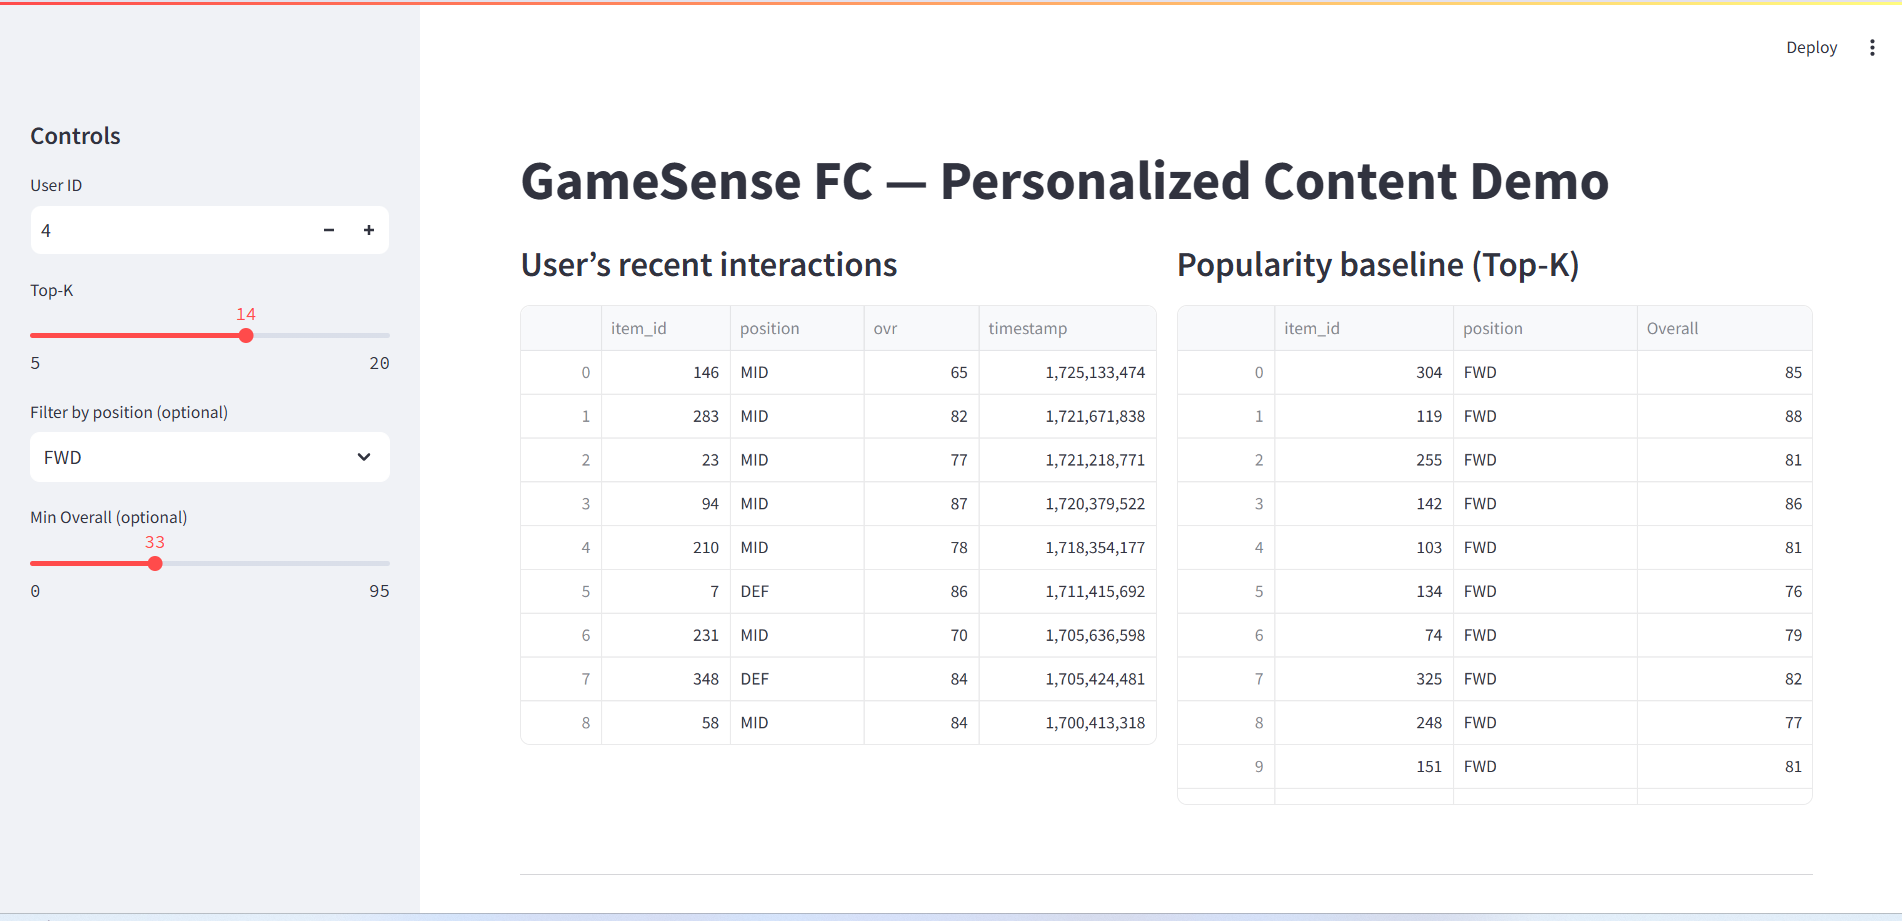 Deploy
Controls
User ID
4
Top-K
14
5 20
Filter by position (optional)
FWD
Min Overall (optional)
33
0 95
GameSense FC — Personalized Content Demo
User’s recent interactions
item_id position ovr timestamp
0 146 MID 65 1,725,133,474
1 283 MID 82 1,721,671,838
2 23 MID 77 1,721,218,771
3 94 MID 87 1,720,379,522
4 210 MID 78 1,718,354,177
5 7 DEF 86 1,711,415,692
6 231 MID 70 1,705,636,598
7 348 DEF 84 1,705,424,481
8 58 MID 84 1,700,413,318
Popularity baseline (Top-K)
item_id position Overall
0 304 FWD 85
1 119 FWD 88
2 255 FWD 81
3 142 FWD 86
4 103 FWD 81
5 134 FWD 76
6 74 FWD 79
7 325 FWD 82
8 248 FWD 77
9 151 FWD 81